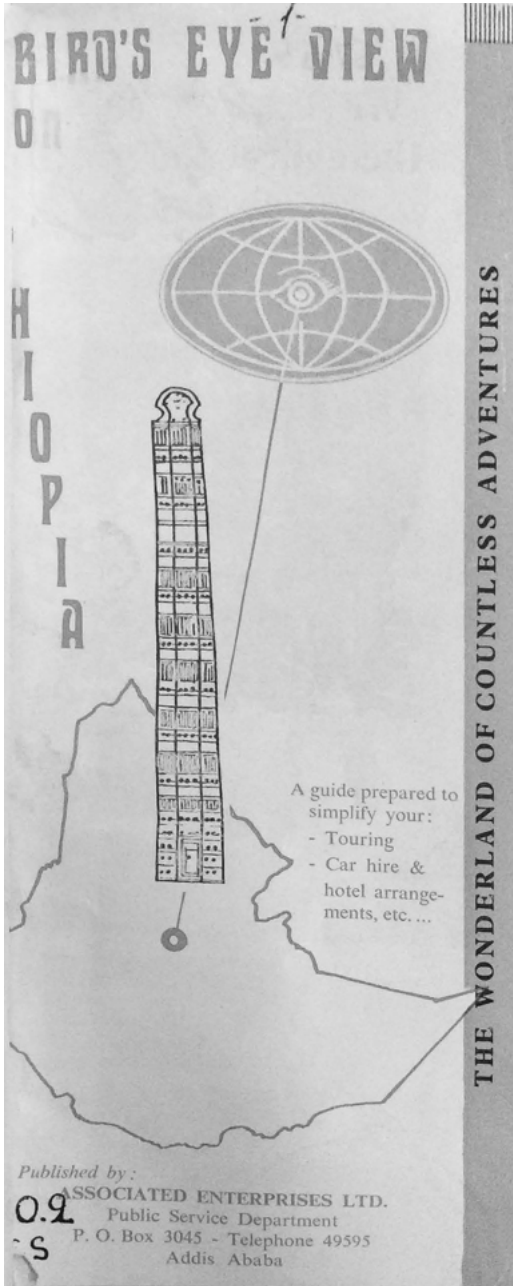 BIRD'S EYE VIEW
on
HIOPIA
THE WONDERLAND OF COUNTLESS ADVENTURES
A guide prepared to
simplify your:
- Touring
- Car hire &
hotel arrange-
ments, etc. ...
Published by:
ASSOCIATED ENTERPRISES LTD.
Public Service Department
P. O. Box 3045 - Telephone 49595
Addis Ababa
0.2
S